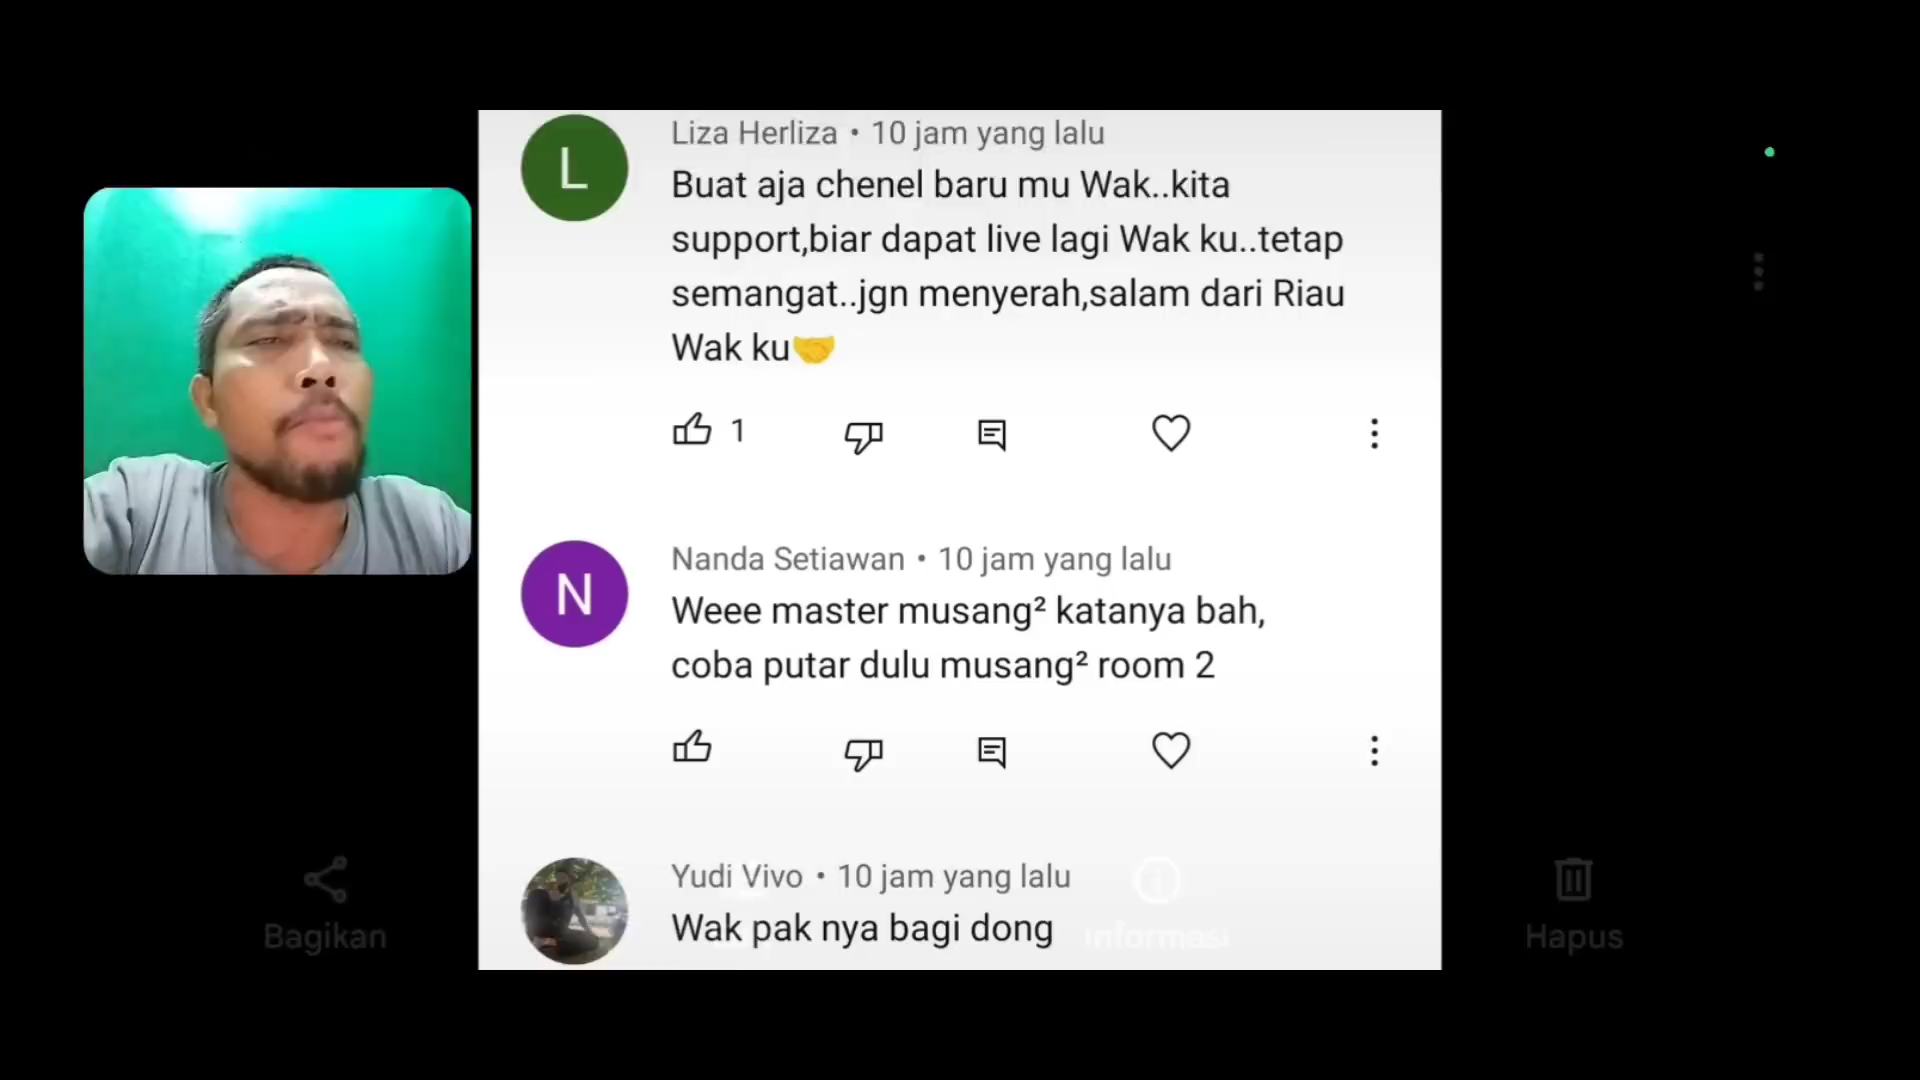 L
Liza Herliza • 10 jam yang lalu
Buat aja chenel baru mu Wak..kita
support,biar dapat live lagi Wak ku..tetap
semangat..jgn menyerah,salam dari Riau
Wak ku🤝
1
N
Nanda Setiawan • 10 jam yang lalu
Weee master musang² katanya bah,
coba putar dulu musang² room 2
Yudi Vivo • 10 jam yang lalu
Wak pak nya bagi dong
Bagikan
Informasi
Hapus